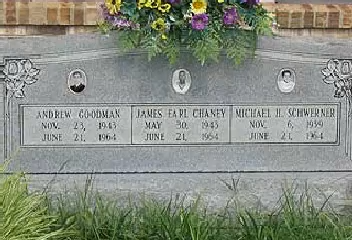 ANDREW GOODMAN
NOV. 23, 1943
JUNE 21, 1964
JAMES EARL CHANEY
MAY 30, 1943
JUNE 21, 1964
MICHAEL H. SCHWERNER
NOV. 6, 1939
JUNE 21, 1964